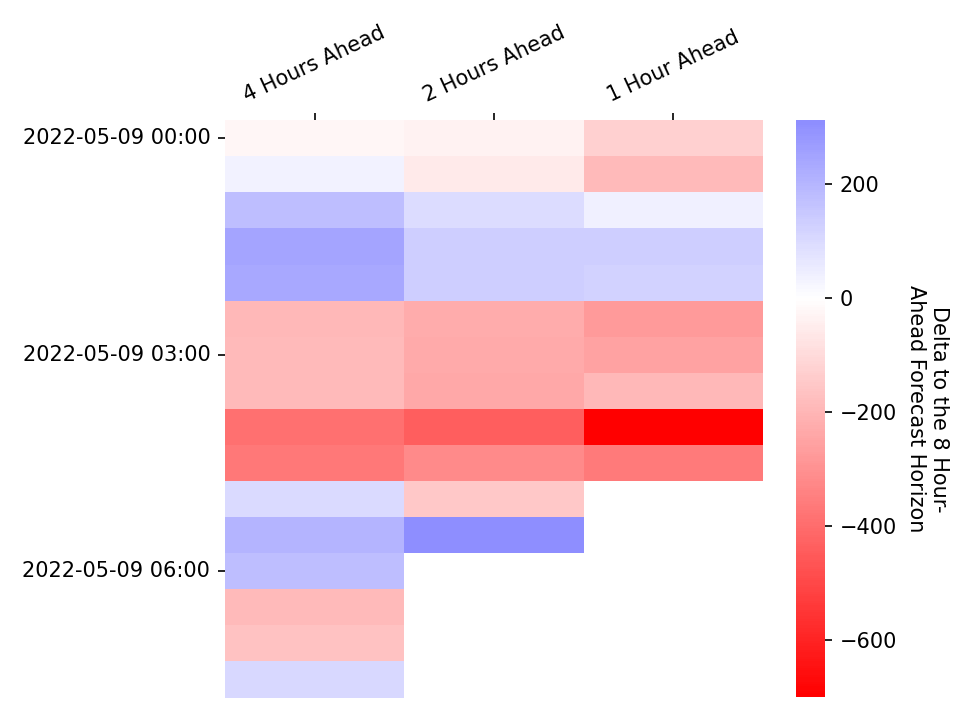 4 Hours Ahead
2 Hours Ahead
1 Hour Ahead
2022-05-09 00:00
2022-05-09 03:00
2022-05-09 06:00
200
0
−200
−400
−600
Delta to the 8 Hour-
Ahead Forecast Horizon